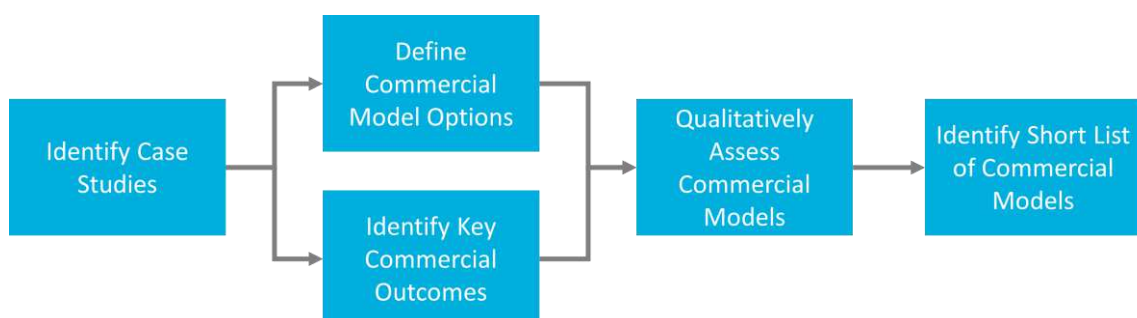 Identify Case
Studies
Define
Commercial
Model Options
Identify Key
Commercial
Outcomes
Qualitatively
Assess
Commercial
Models
Identify Short List
of Commercial
Models